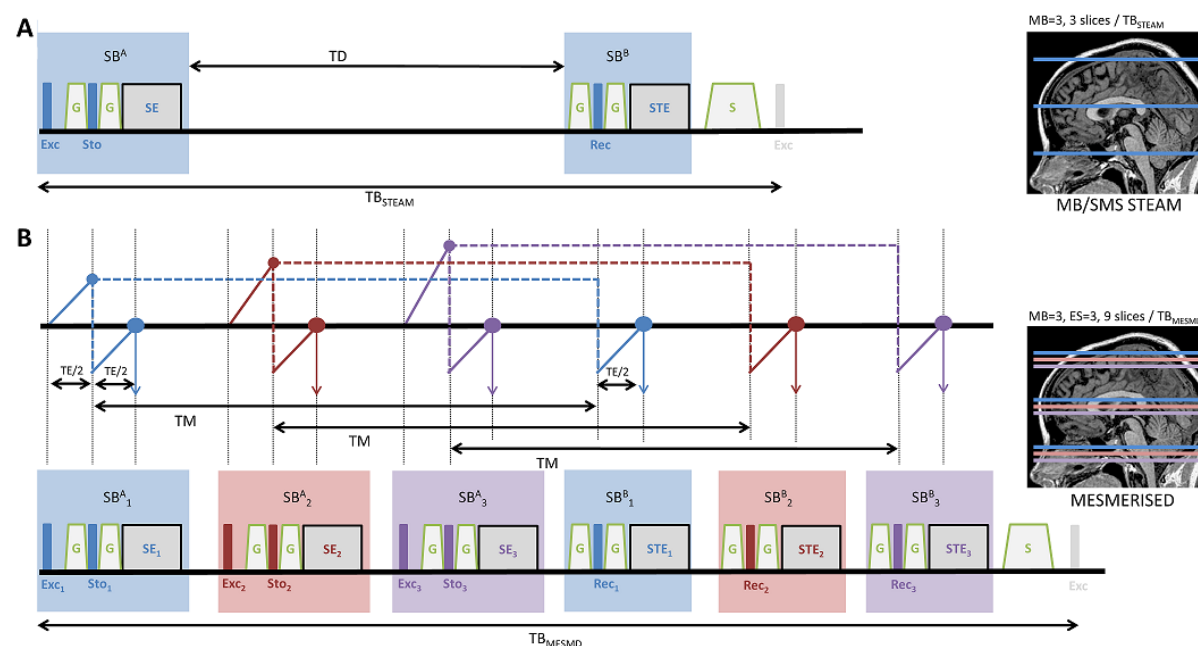 A
MB=3, 3 slices / TB_STEAM
SB^A
TD
SB^B
G
G
SE
G
G
STE
S
Exc
Sto
Rec
Exc
TB_STEAM
MB/SMS STEAM
B
MB=3, ES=3, 9 slices / TB_MESMD
TE/2
TE/2
TE/2
TM
TM
TM
SB^A_1
SB^A_2
SB^A_3
SB^B_1
SB^B_2
SB^B_3
MESMERISED
G
G
SE_1
G
G
SE_2
G
G
SE_3
G
G
STE_1
G
G
STE_2
G
G
STE_3
S
Exc_1
Sto_1
Exc_2
Sto_2
Exc_3
Sto_3
Rec_1
Rec_2
Rec_3
Exc
TB_MESMD